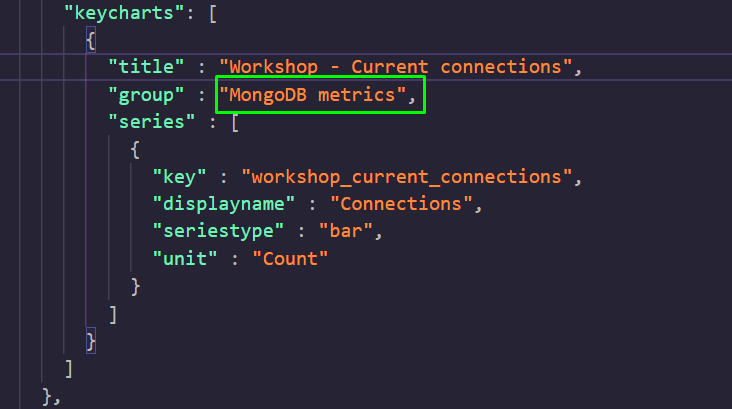 "keycharts": [
{
"title" : "Workshop - Current connections",
"group" : "MongoDB metrics",
"series" : [
{
"key" : "workshop_current_connections",
"displayname" : "Connections",
"seriestype" : "bar",
"unit" : "Count"
}
]
}
]
},